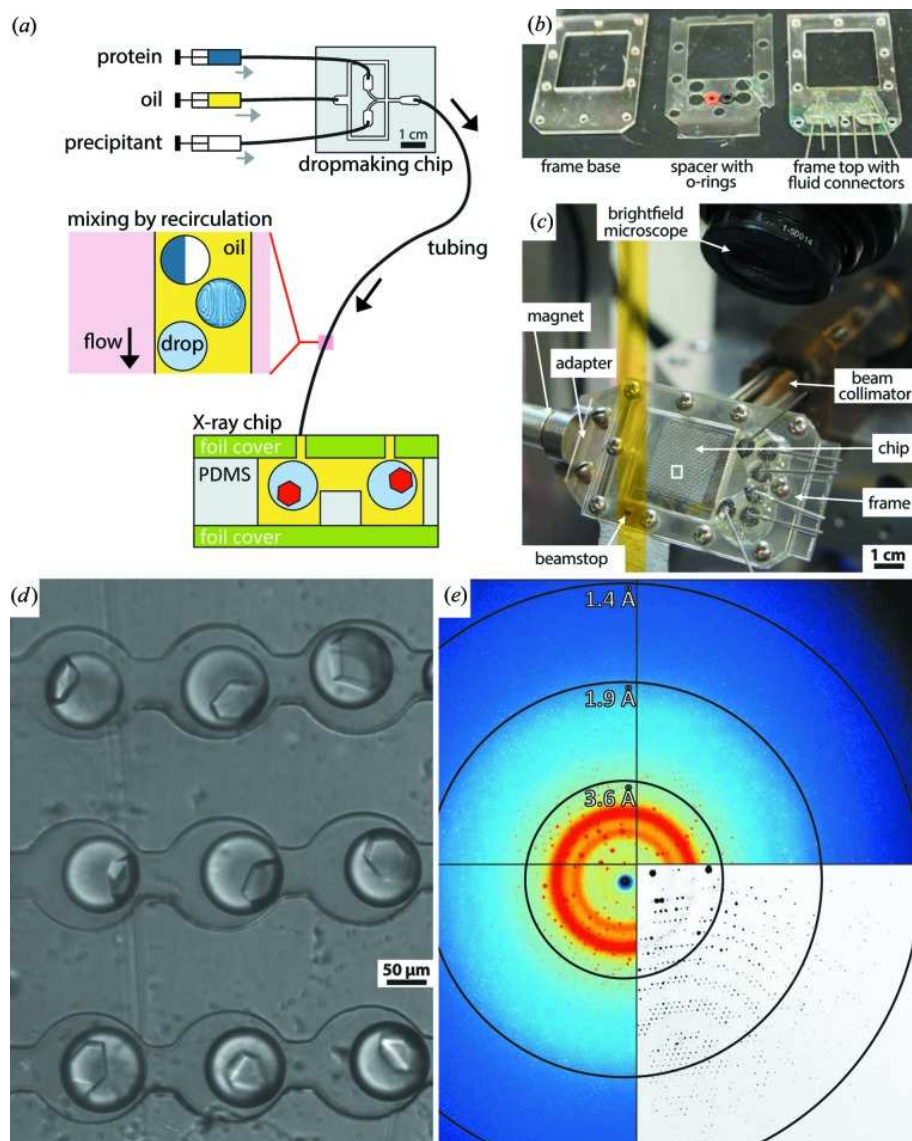 (a)
protein
oil
precipitant
1 cm
dropmaking chip
mixing by recirculation
oil
tubing
flow
drop
X-ray chip
foil cover
PDMS
foil cover
(b)
frame base
spacer with
o-rings
frame top with
fluid connectors
(c)
brightfield
microscope
1-50014
magnet
adapter
beam
collimator
chip
frame
beamstop
1 cm
(d)
50 µm
(e)
1.4 Å
1.9 Å
3.6 Å